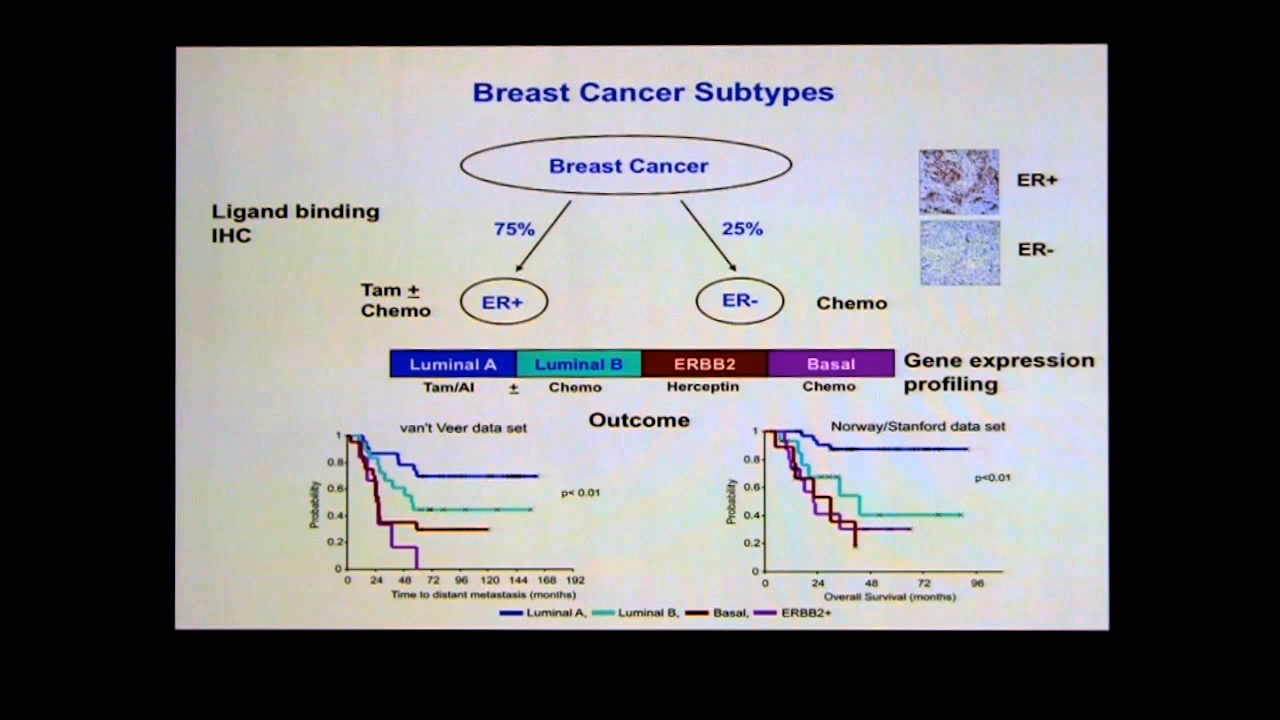 Breast Cancer Subtypes
Breast Cancer
Ligand binding
IHC
75%
25%
ER+
ER-
Tam ±
Chemo
ER+
ER-
Chemo
Luminal A
Luminal B
ERBB2
Basal
Tam/AI
±
Chemo
Herceptin
Chemo
Gene expression
profiling
Outcome
van't Veer data set
1
0.8
0.6
0.4
0.2
0
Probability
p< 0.01
0 24 48 72 96 120 144 168 192
Time to distant metastasis (months)
Norway/Stanford data set
1
0.8
0.6
0.4
0.2
0
Probability
p<0.01
0 24 48 72 96
Overall Survival (months)
Luminal A, Luminal B, Basal, ERBB2+